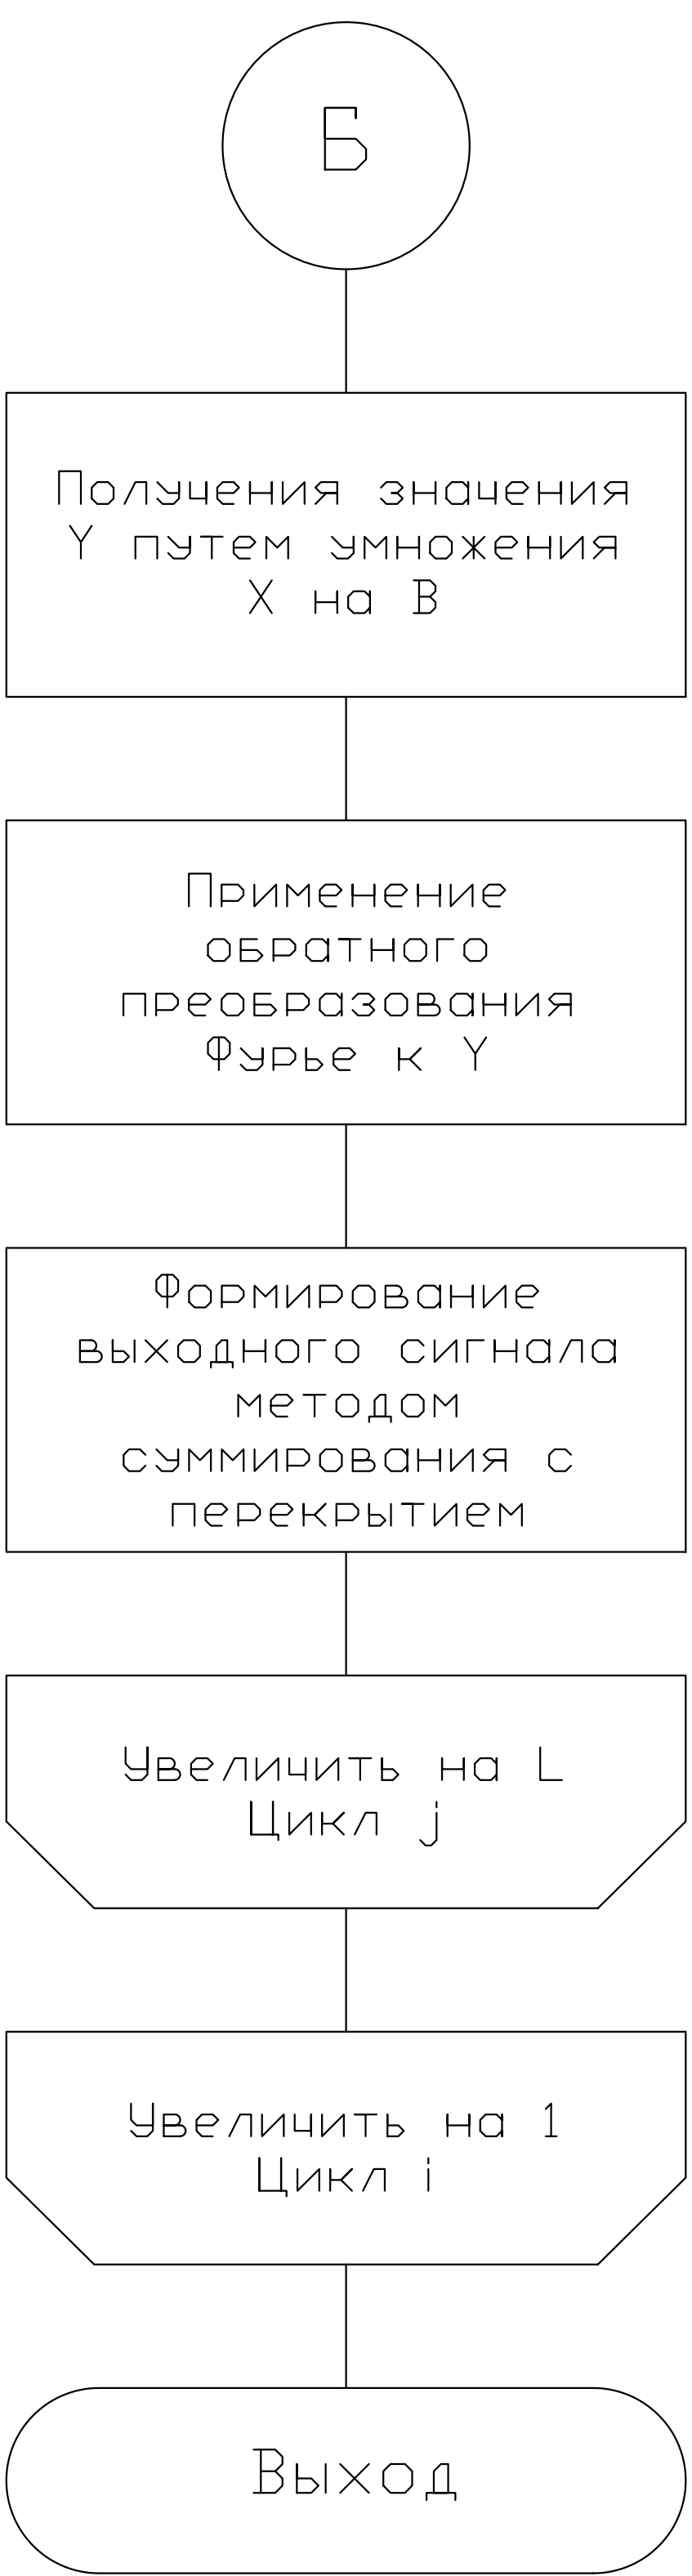 Б
Получения значения
Y путем умножения
X на B
Применение
обратного
преобразования
Фурье к Y
Формирование
выходного сигнала
методом
суммирования с
перекрытием
Увеличить на L
Цикл j
Увеличить на 1
Цикл i
Выход